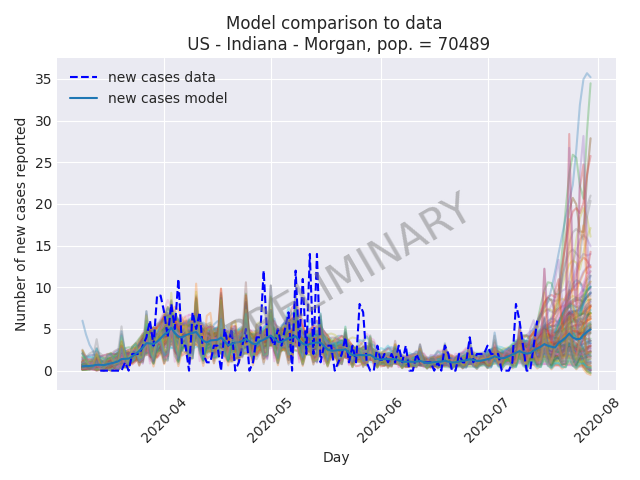 Model comparison to data
US - Indiana - Morgan, pop. = 70489
new cases data
new cases model
PRELIMINARY
Number of new cases reported
35
30
25
20
15
10
5
0
2020-04
2020-05
2020-06
2020-07
2020-08
Day